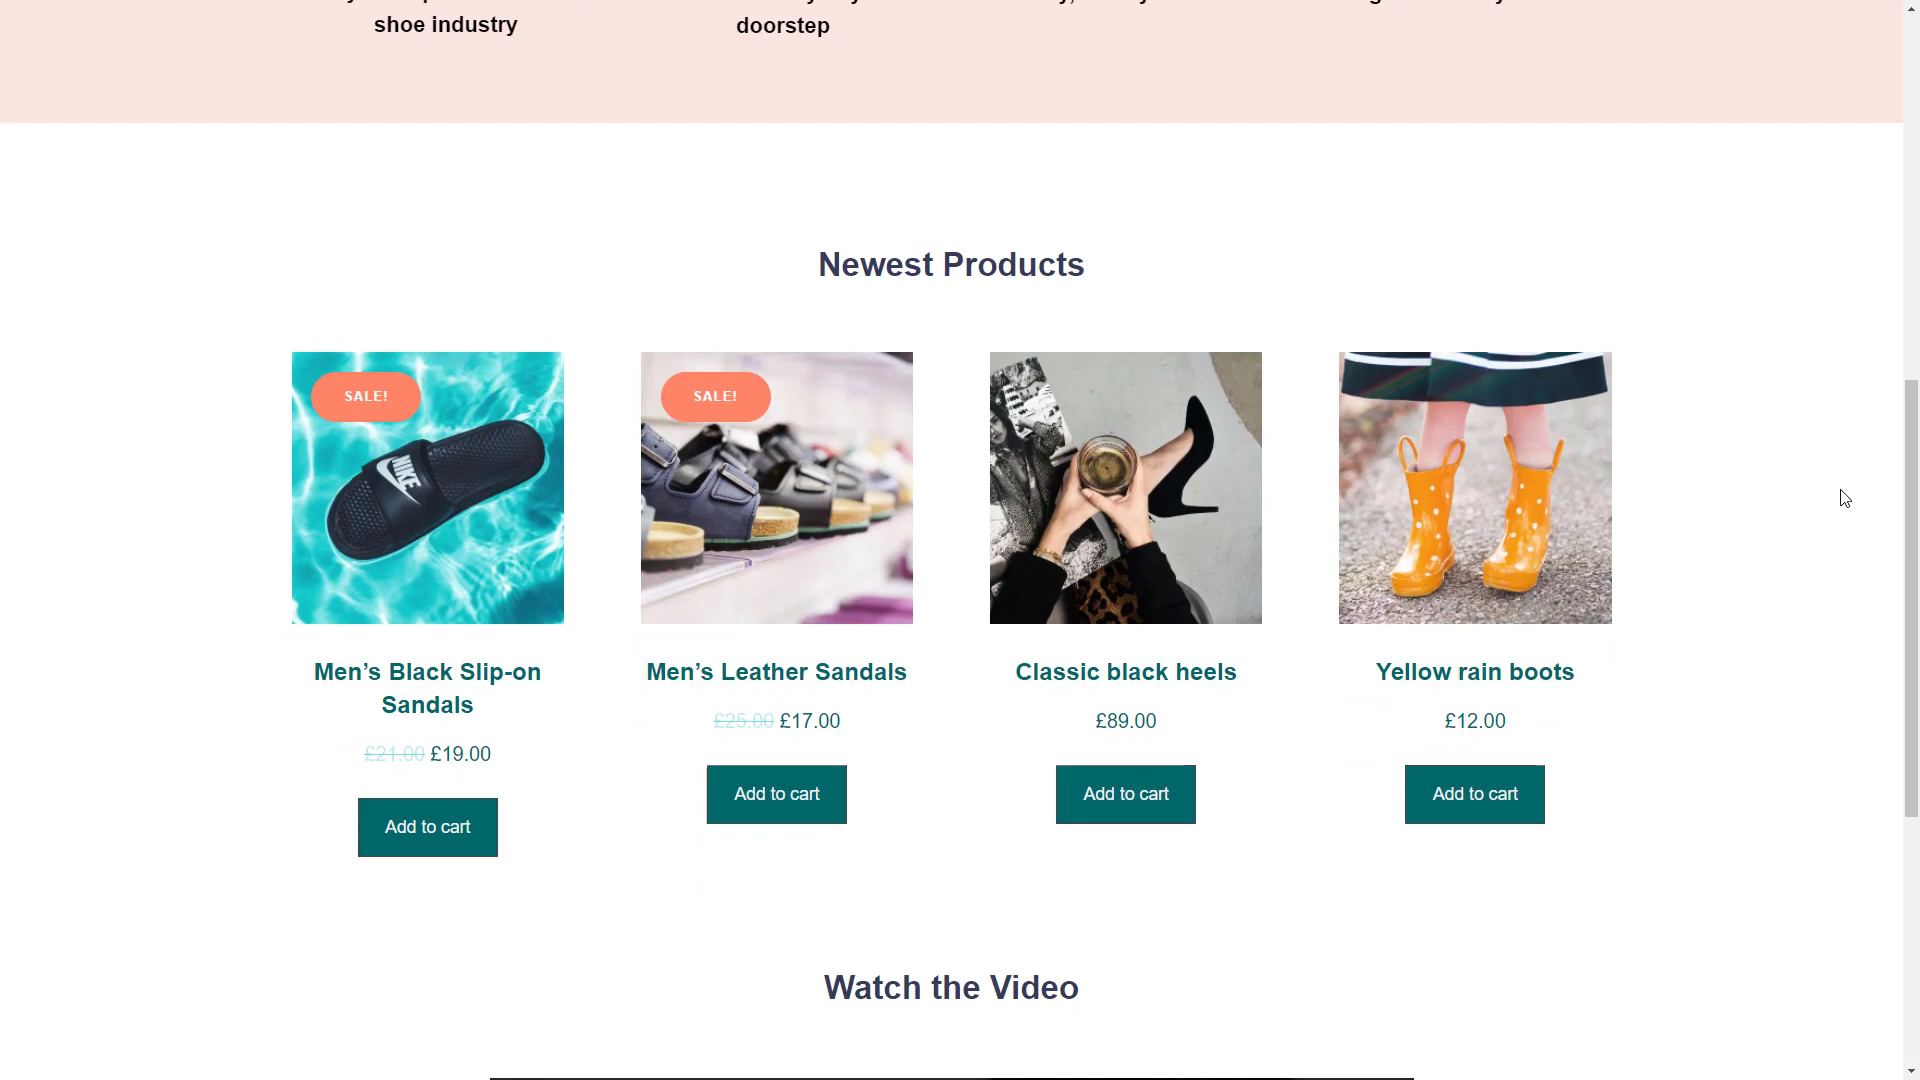 shoe industry
doorstep
Newest Products
SALE!
SALE!
NIKE
Men’s Black Slip-on
Sandals
£21.00 £19.00
Add to cart
Men’s Leather Sandals
£25.00 £17.00
Add to cart
Classic black heels
£89.00
Add to cart
Yellow rain boots
£12.00
Add to cart
Watch the Video